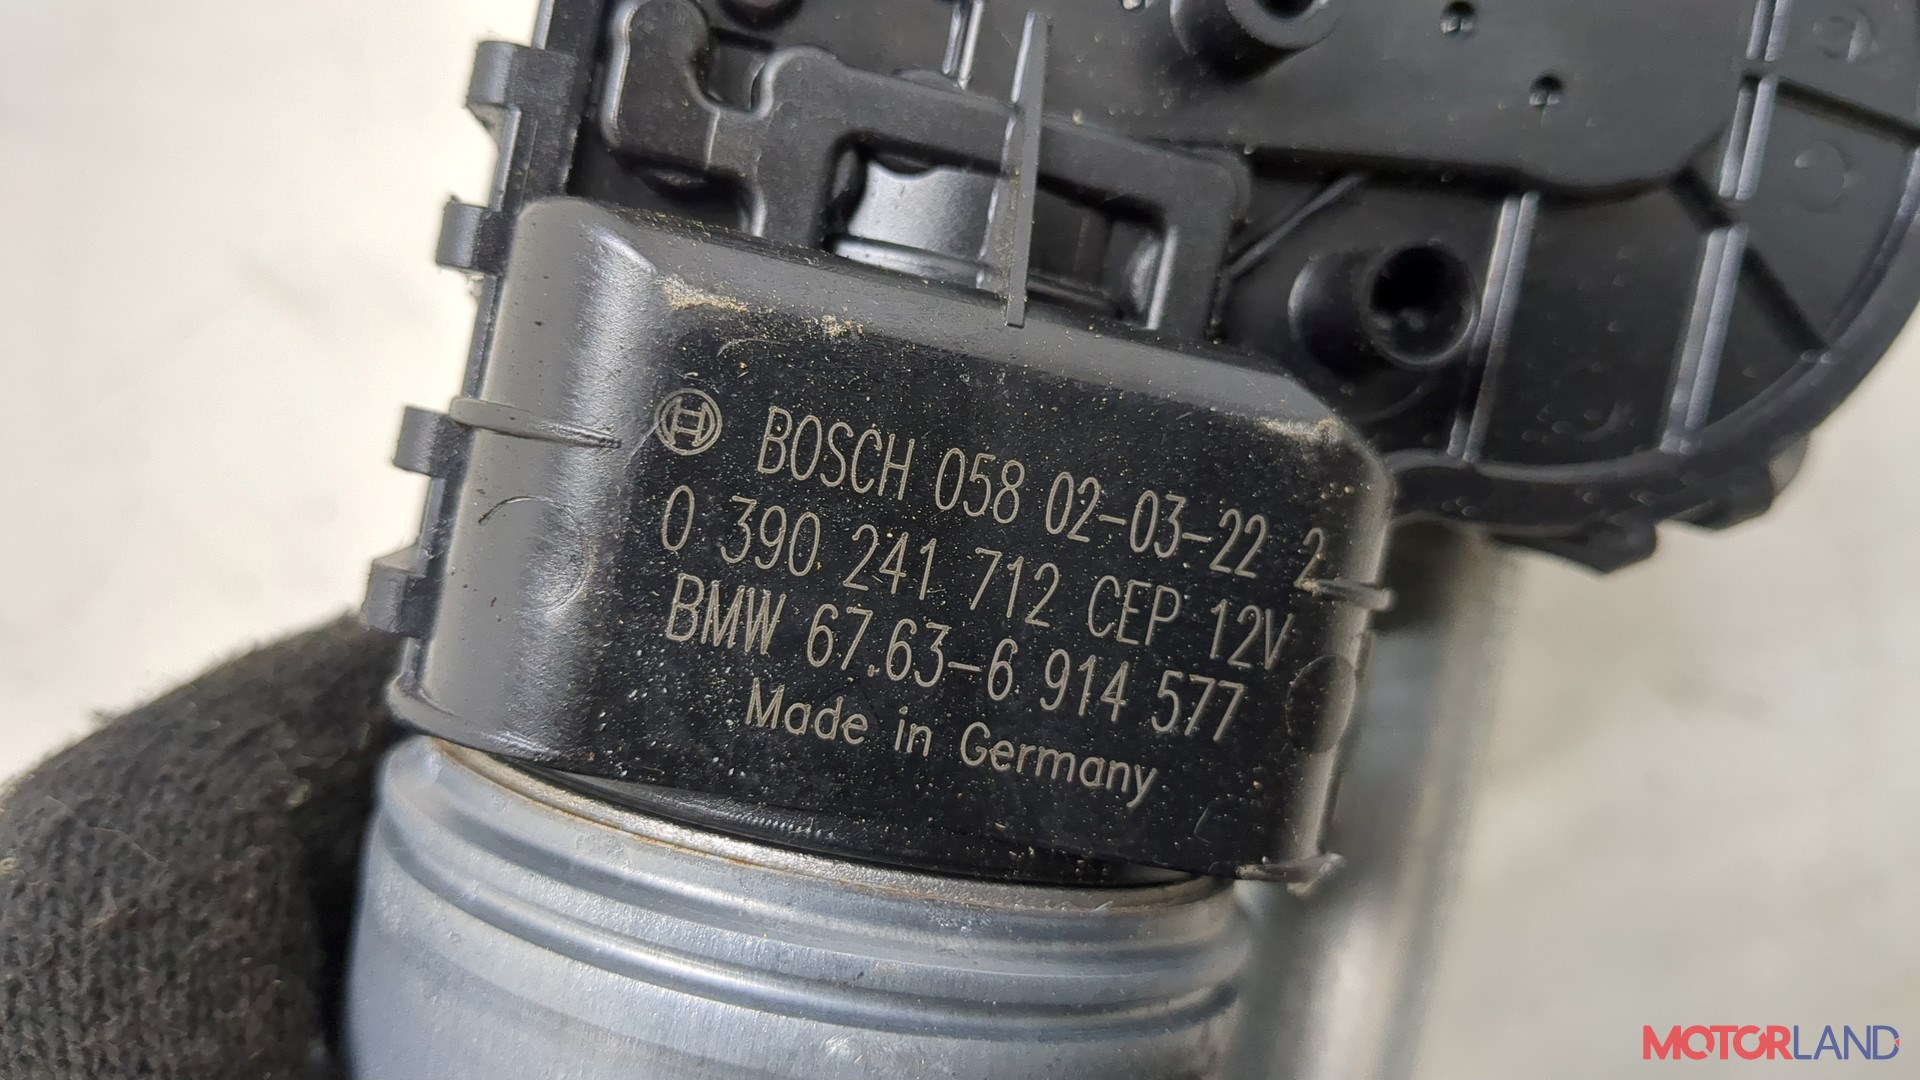 BOSCH 058 02-03-22 2
0 390 241 712 CEP 12V
BMW 67.63-6 914 577
Made in Germany
MOTORLAND